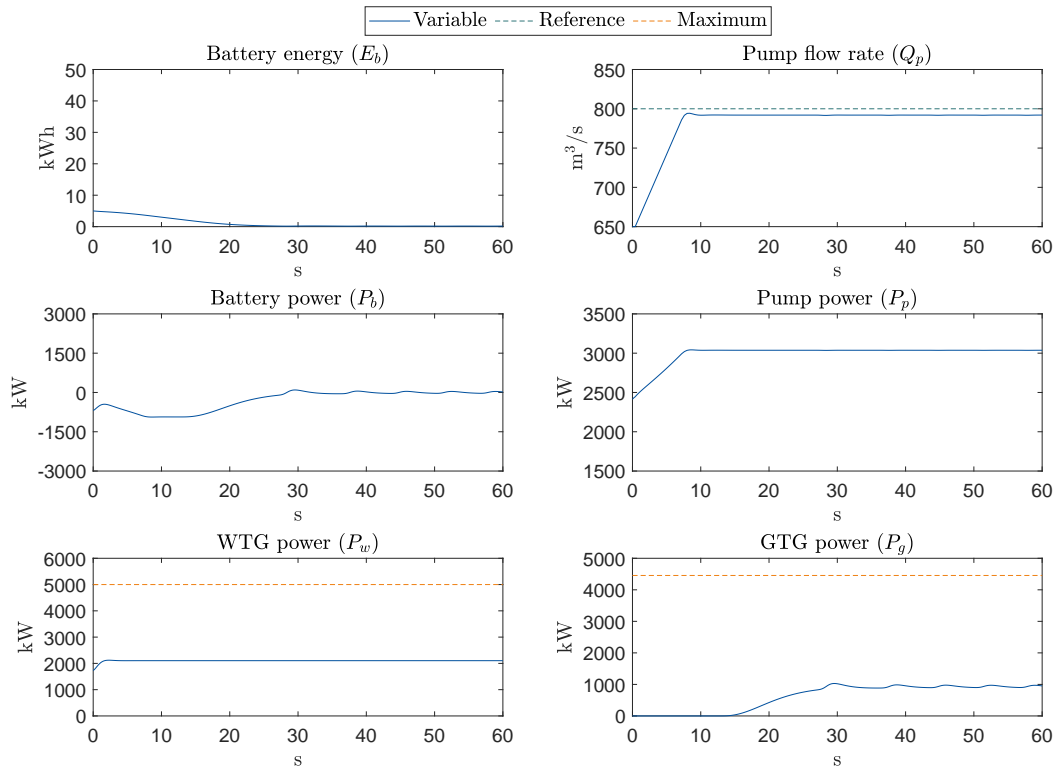 Variable Reference Maximum
Battery energy (E_b)
50
40
30
20
10
0
kWh
0 10 20 30 40 50 60
s
Pump flow rate (Q_p)
850
800
750
700
650
m³/s
0 10 20 30 40 50 60
s
Battery power (P_b)
3000
1500
0
-1500
-3000
kW
0 10 20 30 40 50 60
s
Pump power (P_p)
3500
3000
2500
2000
1500
kW
0 10 20 30 40 50 60
s
WTG power (P_w)
6000
5000
4000
3000
2000
1000
0
kW
0 10 20 30 40 50 60
s
GTG power (P_g)
5000
4000
3000
2000
1000
0
kW
0 10 20 30 40 50 60
s